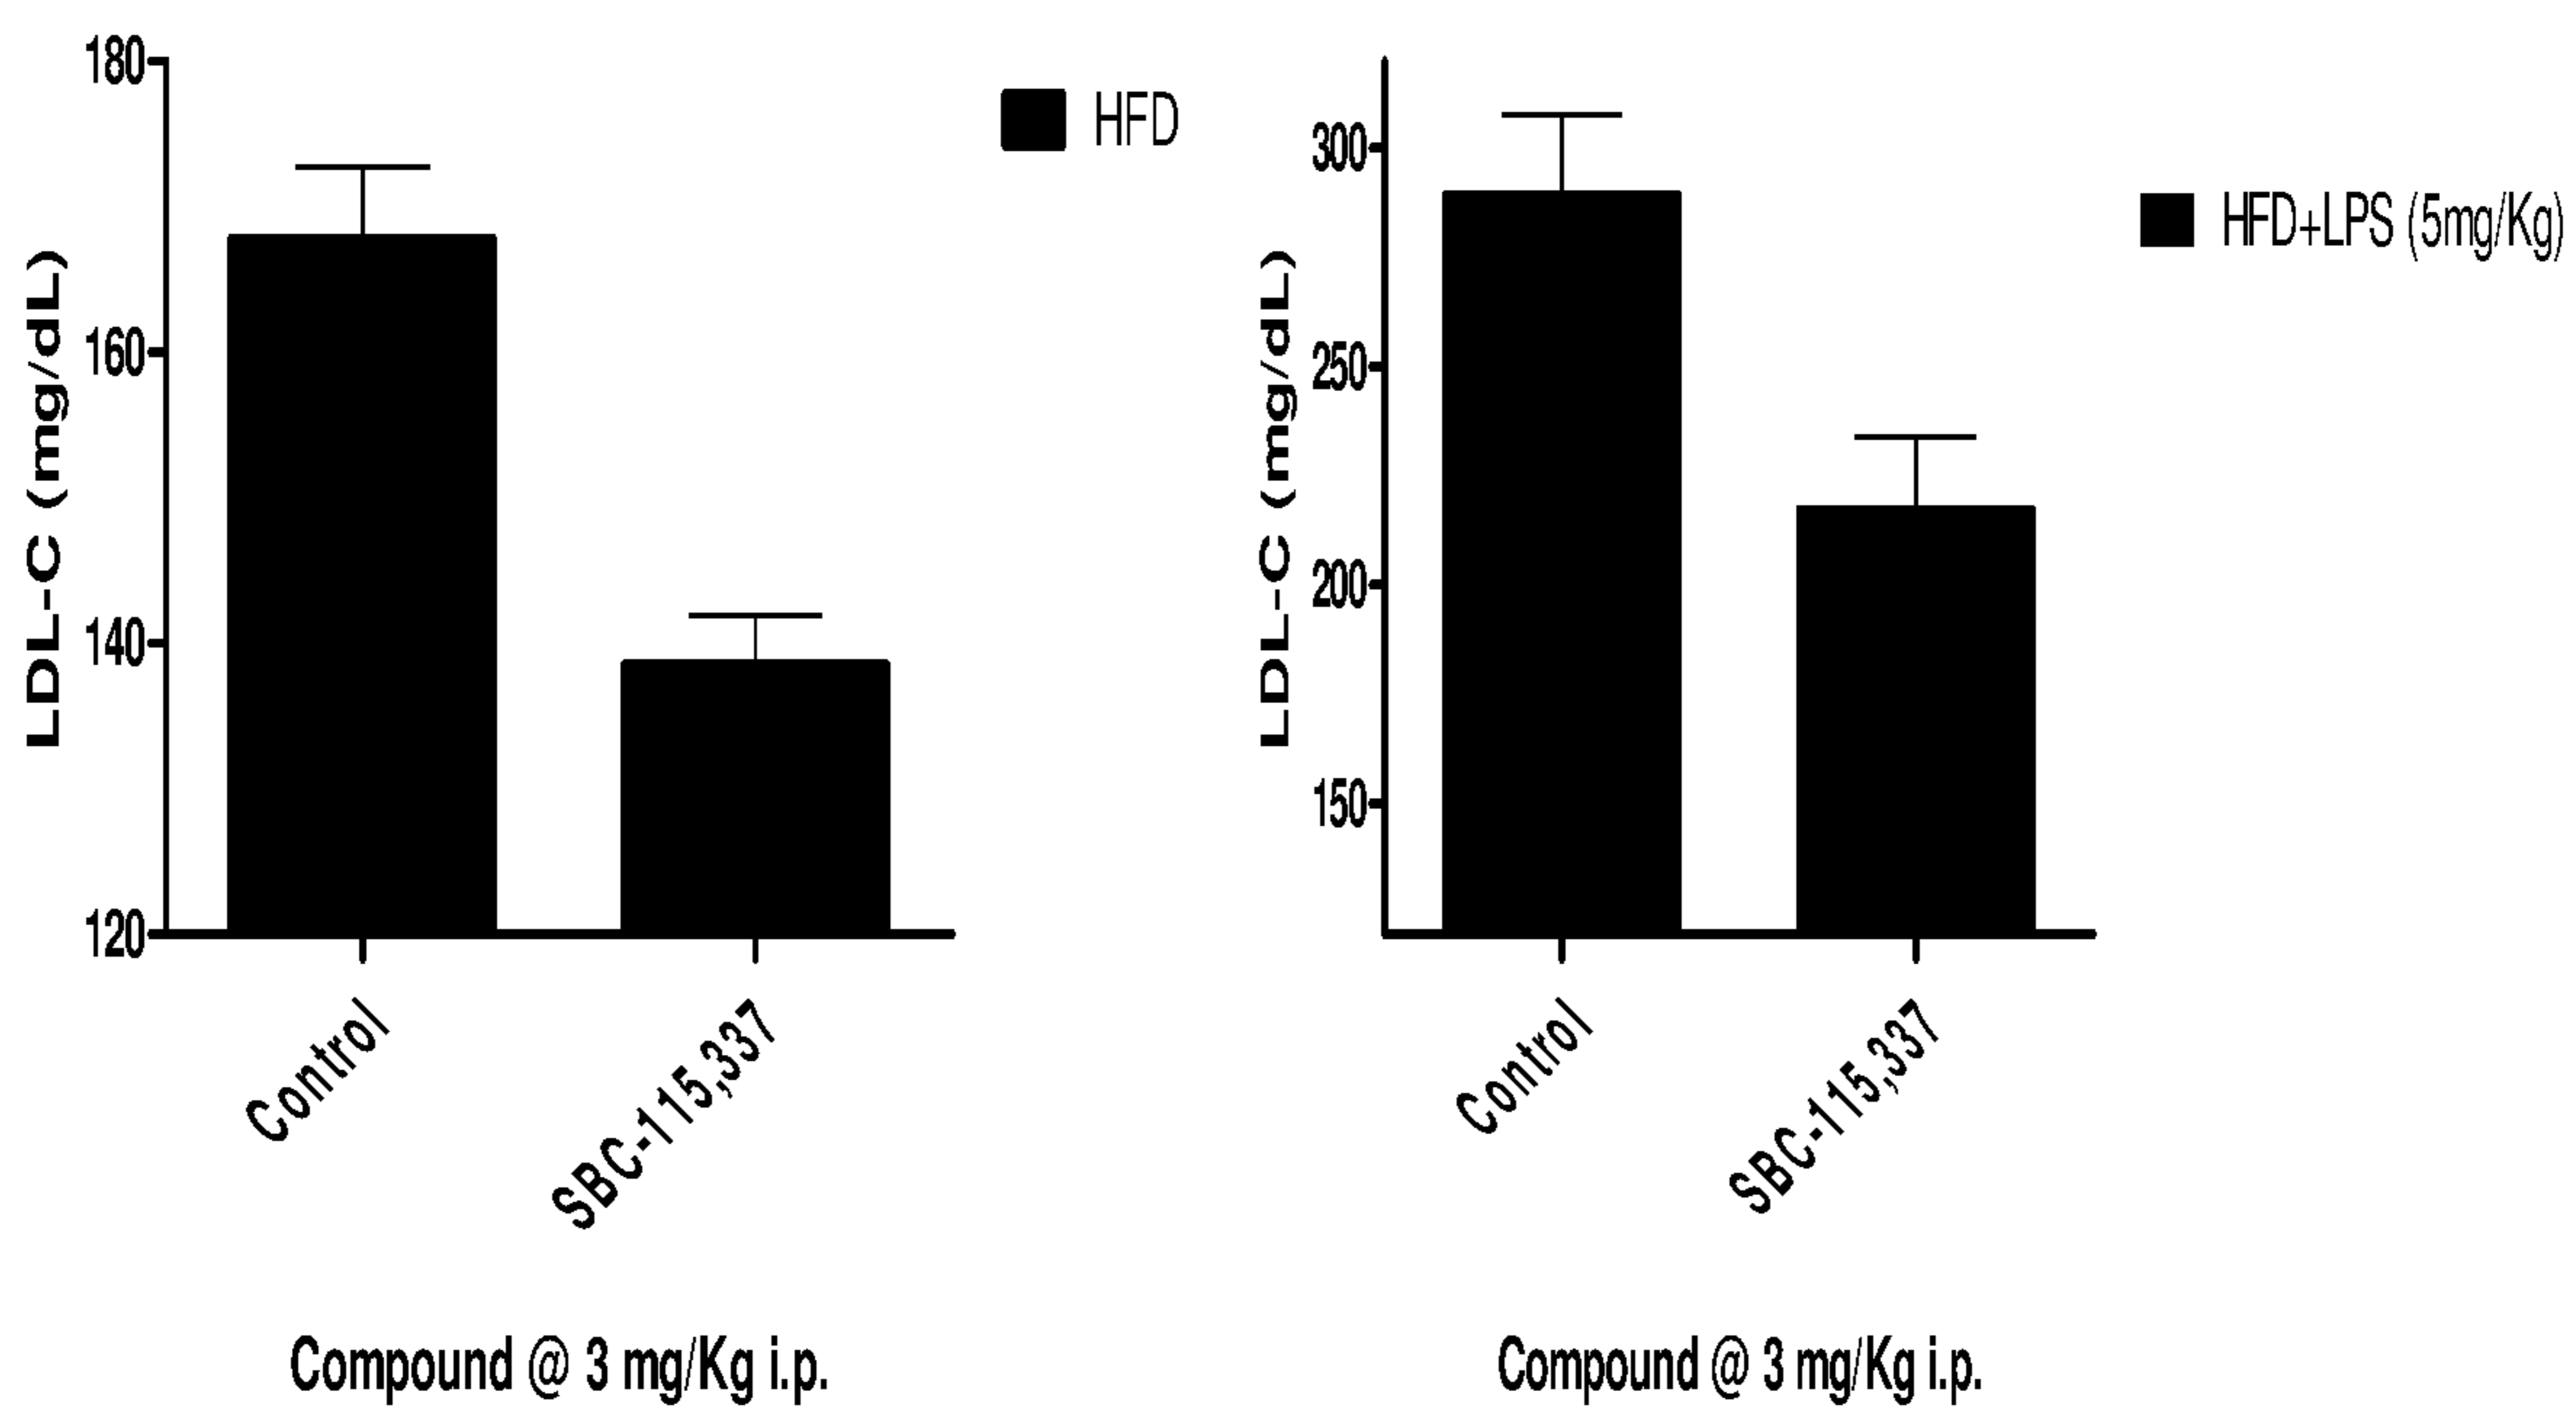 LDL-C (mg/dL)
180
160
140
120
HFD
Control
SBC-115,337
Compound @ 3 mg/Kg i.p.
LDL-C (mg/dL)
300
250
200
150
HFD+LPS (5mg/Kg)
Control
SBC-115,337
Compound @ 3 mg/Kg i.p.